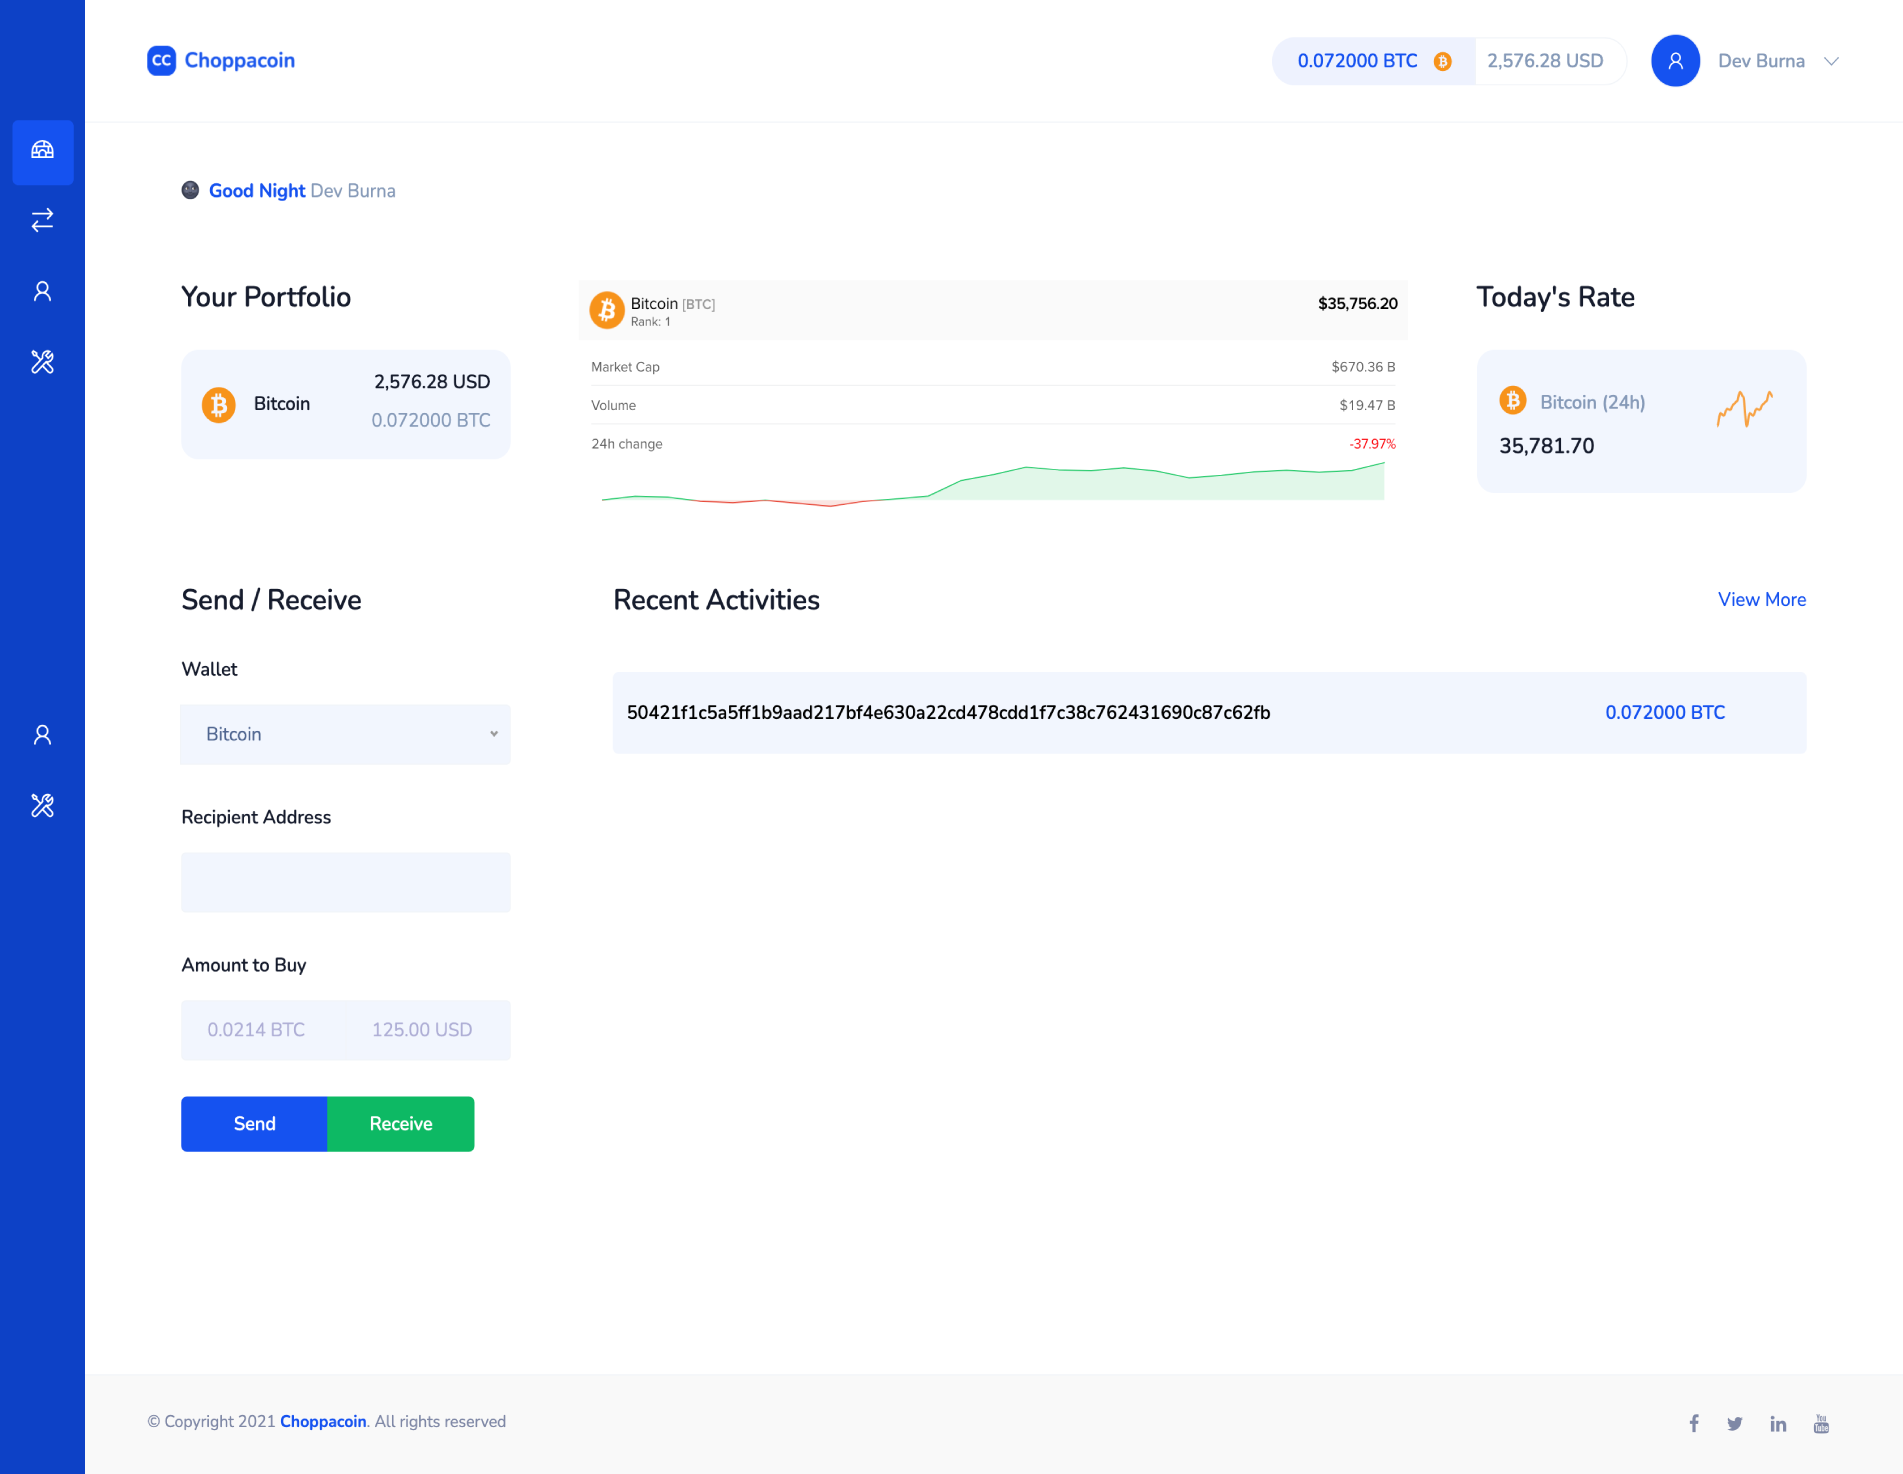 CC Choppacoin
0.072000 BTC 2,576.28 USD
Dev Burna
Good Night Dev Burna
Your Portfolio
Bitcoin
2,576.28 USD
0.072000 BTC
Bitcoin [BTC]
Rank: 1
$35,756.20
Market Cap $670.36 B
Volume $19.47 B
24h change -37.97%
Today's Rate
Bitcoin (24h)
35,781.70
Send / Receive
Wallet
Bitcoin
Recipient Address
Amount to Buy
0.0214 BTC 125.00 USD
Send Receive
Recent Activities
View More
50421f1c5a5ff1b9aad217bf4e630a22cd478cdd1f7c38c762431690c87c62fb 0.072000 BTC
© Copyright 2021 Choppacoin. All rights reserved
You Tube